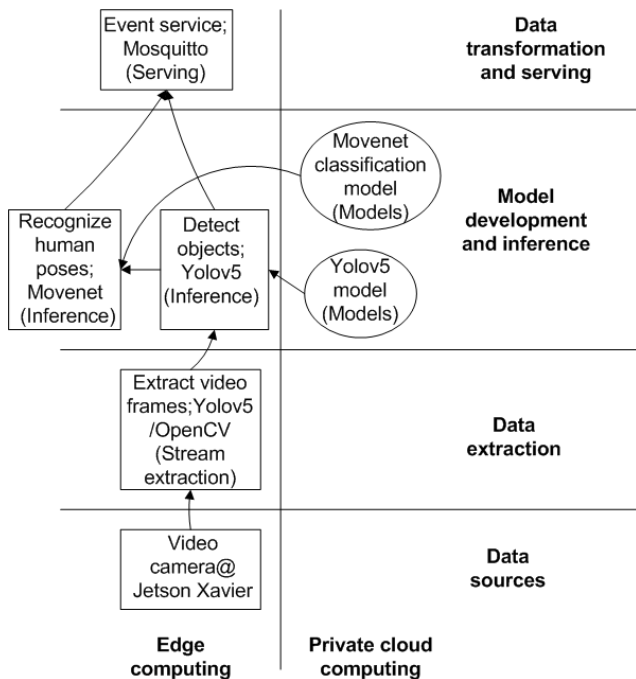 Event service;
Mosquitto
(Serving)
Data
transformation
and serving
Movenet
classification
model
(Models)
Recognize
human
poses;
Movenet
(Inference)
Detect
objects;
Yolov5
(Inference)
Yolov5
model
(Models)
Model
development
and inference
Extract video
frames;Yolov5
/OpenCV
(Stream
extraction)
Data
extraction
Video
camera@
Jetson Xavier
Data
sources
Edge
computing
Private cloud
computing